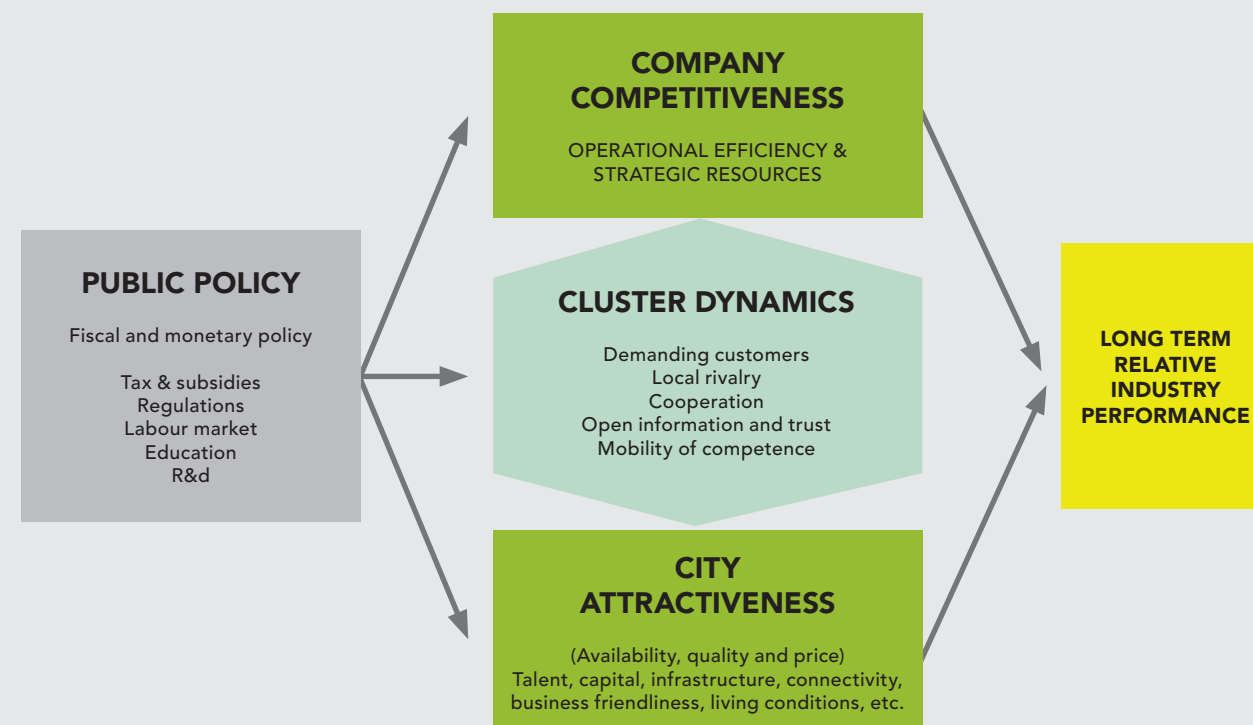 COMPANY
COMPETITIVENESS
OPERATIONAL EFFICIENCY &
STRATEGIC RESOURCES
PUBLIC POLICY
Fiscal and monetary policy
Tax & subsidies
Regulations
Labour market
Education
R&d
CLUSTER DYNAMICS
Demanding customers
Local rivalry
Cooperation
Open information and trust
Mobility of competence
LONG TERM
RELATIVE
INDUSTRY
PERFORMANCE
CITY
ATTRACTIVENESS
(Availability, quality and price)
Talent, capital, infrastructure, connectivity,
business friendliness, living conditions, etc.